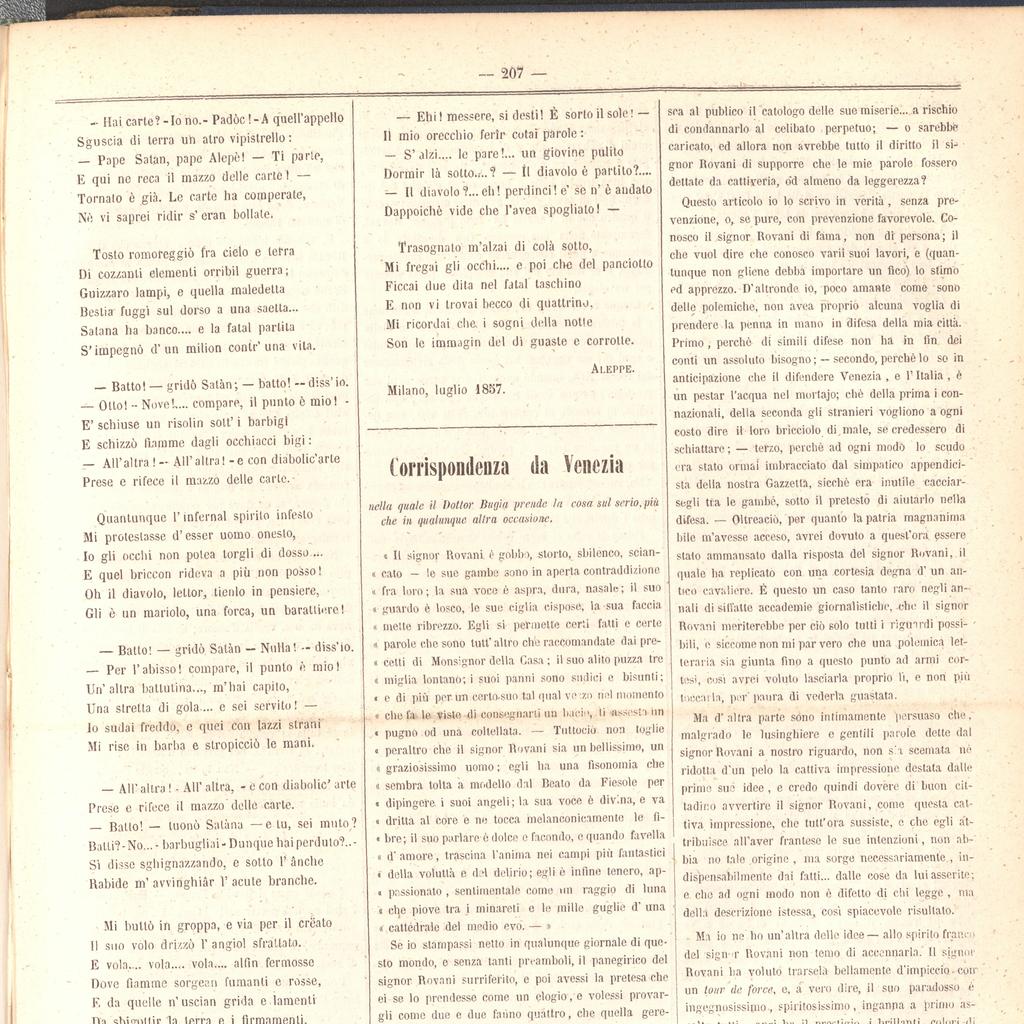 — 207 —
— Hai carte? - Io no. - Padòc! - A quell'appello
Sguscia di terra un atro vipistrello:
— Pape Satan, pape Alepè! — Ti parte,
E qui ne reca il mazzo delle carte! —
Tornato è già. Le carte ha comperate,
Nè vi saprei ridir s'eran bollate.
Tosto romoreggiò fra cielo e terra
Di cozzanti elementi orribil guerra;
Guizzaro lampi, e quella maledetta
Bestia fuggì sul dorso a una saetta...
Satana ha banco.... e la fatal partita
S'impegnò d'un milion contr'una vita.
— Batto! — gridò Satàn; — batto! -- diss'io.
— Otto! -- Nove!.... compare, il punto è mio! -
E' schiuse un risolin sott'i barbigi
E schizzò fiamme dagli occhiacci bigi:
— All'altra! -- All'altra! - e con diabolic'arte
Prese e rifece il mazzo delle carte. -
Quantunque l'infernal spirito infesto
Mi protestasse d'esser uomo onesto,
Io gli occhi non potea torgli di dosso....
E quel briccon rideva a più non posso!
Oh il diavolo, lettor, tienlo in pensiere,
Gli è un mariolo, una forca, un barattiere!
— Batto! — gridò Satàn — Nulla! -- diss'io.
— Per l'abisso! compare, il punto è mio!
Un'altra battutina..., m'hai capito,
Una stretta di gola.... e sei servito! —
Io sudai freddo, e quei con lazzi strani
Mi rise in barba e stropicciò le mani.
— All'altra! - All'altra, - e con diabolic'arte
Prese e rifece il mazzo delle carte.
— Batto! — tuonò Satàna — e tu, sei muto?
Batti? - No... - barbugliai - Dunque hai perduto?..-
Sì disse sghignazzando, e sotto l'ànche
Rabide m'avvinghiàr l'acute branche.
Mi buttò in groppa, e via per il creato
Il suo volo drizzò l'angiol sfrattato.
E vola.... vola.... vola.... alfin fermosse
Dove fiamme sorgean fumanti e rosse,
E da quelle n'uscian grida e lamenti
Da sbigottir la terra e i firmamenti.
— Ehi! messere, si desti! È sorto il sole! —
Il mio orecchio ferìr cotai parole:
— S'alzi.... le pare!... un giovine pulito
Dormir là sotto....? — Il diavolo è partito?....
— Il diavolo?... eh! perdinci! e' se n'è andato
Dappoichè vide che l'avea spogliato! —
Trasognato m'alzai di colà sotto,
Mi fregai gli occhi.... e poi che del panciotto
Ficcai due dita nel fatal taschino
E non vi trovai becco di quattrino,
Mi ricordai che i sogni della notte
Son le immagin del dì guaste e corrotte.
ALEPPE.
Milano, luglio 1857.
Corrispondenza da Venezia
nella quale il Dottor Bugia prende la cosa sul serio, più
che in qualunque altra occasione.
« Il signor Rovani è gobbo, storto, sbilenco, scian-
« cato — le sue gambe sono in aperta contraddizione
« fra loro; la sua voce è aspra, dura, nasale; il suo
« guardo è losco, le sue ciglia cispose, la sua faccia
« mette ribrezzo. Egli si permette certi fatti e certe
« parole che sono tutt'altro che raccomandate dai pre-
« cetti di Monsignor della Casa; il suo alito puzza tre
« miglia lontano; i suoi panni sono sudici e bisunti;
« e di più per un certo suo tal qual vezzo nel momento
« che fa le viste di consegnarti un bacio, ti assesta un
« pugno od una coltellata. — Tuttociò non toglie
« peraltro che il signor Rovani sia un bellissimo, un
« graziosissimo uomo; egli ha una fisonomia che
« sembra tolta a modello dal Beato da Fiesole per
« dipingere i suoi angeli; la sua voce è divina, e va
« dritta al core e ne tocca melanconicamente le fi-
« bre; il suo parlare è dolce e facondo, e quando favella
« d'amore, trascina l'anima nei campi più fantastici
« della voluttà e del delirio; egli è infine tenero, ap-
« passionato, sentimentale come un raggio di luna
« che piove tra i minareti e le mille guglie d'una
« cattedrale del medio evo. — »
Se io stampassi netto in qualunque giornale di que-
sto mondo, e senza tanti preamboli, il panegirico del
signor Rovani surriferito, e poi avessi la pretesa che
ei se lo prendesse come un elogio, e volessi provar-
gli come due e due fanno quattro, che quella gere-
sca al publico il catologo delle sue miserie... a rischio
di condannarlo al celibato perpetuo; — o sarebbe
caricato, ed allora non avrebbe tutto il diritto il si-
gnor Rovani di supporre che le mie parole fossero
dettate da cattiveria, od almeno da leggerezza?
Questo articolo io lo scrivo in verità, senza pre-
venzione, o, se pure, con prevenzione favorevole. Co-
nosco il signor Rovani di fama, non di persona; il
che vuol dire che conosco varii suoi lavori, e (quan-
tunque non gliene debba importare un fico) lo stimo
ed apprezzo. D'altronde io, poco amante come sono
delle polemiche, non avea proprio alcuna voglia di
prendere la penna in mano in difesa della mia città.
Primo, perchè di simili difese non ha in fin dei
conti un assoluto bisogno; — secondo, perchè lo so in
anticipazione che il difendere Venezia, e l'Italia, è
un pestar l'acqua nel mortajo; chè della prima i con-
nazionali, della seconda gli stranieri vogliono a ogni
costo dire il loro bricciolo di male, se credessero di
schiattare; — terzo, perchè ad ogni modo lo scudo
era stato ormai imbracciato dal simpatico appendici-
sta della nostra Gazzetta, sicchè era inutile cacciar-
segli tra le gambe, sotto il pretesto di aiutarlo nella
difesa. — Oltreaciò, per quanto la patria magnanima
bile m'avesse acceso, avrei dovuto a quest'ora essere
stato ammansato dalla risposta del signor Rovani, il
quale ha replicato con una cortesia degna d'un an-
tico cavaliere. È questo un caso tanto raro negli an-
nali di siffatte accademie giornalistiche, che il signor
Rovani meriterebbe per ciò solo tutti i riguardi possi-
bili, e siccome non mi par vero che una polemica let-
teraria sia giunta fino a questo punto ad armi cor-
tesi, così avrei voluto lasciarla proprio lì, e non più
toccarla, per paura di vederla guastata.
Ma d'altra parte sono intimamente persuaso che,
malgrado le lusinghiere e gentili parole dette dal
signor Rovani a nostro riguardo, non s'a scemata nè
ridotta d'un pelo la cattiva impressione destata dalle
prime sue idee, e credo quindi dovere di buon cit-
tadino avvertire il signor Rovani, come questa cat-
tiva impressione, che tutt'ora sussiste, e che egli at-
tribuisce all'aver frantese le sue intenzioni, non ab-
bia no tale origine, ma sorge necessariamente, in-
dispensabilmente dai fatti... dalle cose da lui asserite;
e che ad ogni modo non è difetto di chi legge, ma
della descrizione istessa, così spiacevole risultato.
Ma io ne ho un'altra delle idee — allo spirito franco
del signor Rovani non temo di accennarla. Il signor
Rovani ha voluto trarsela bellamente d'impiccio con
un tour de force, e, a vero dire, il suo paradosso è
ingegnosissimo, spiritosissimo, inganna a primo as-